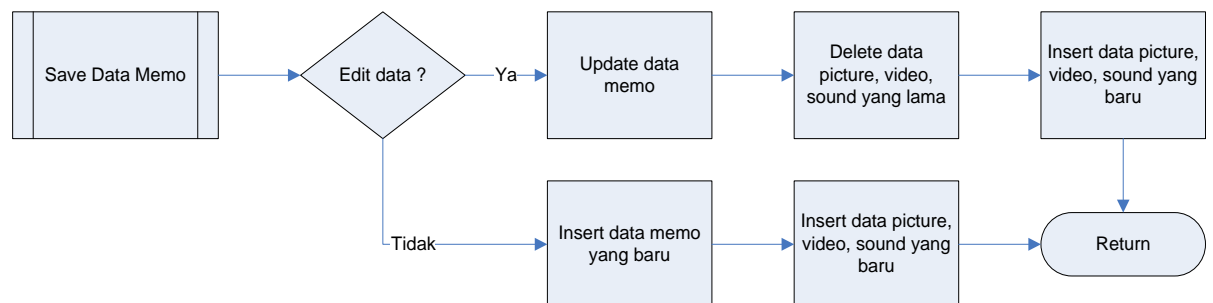 Save Data Memo
Edit data ?
Ya
Update data
memo
Delete data
picture, video,
sound yang lama
Insert data picture,
video, sound yang
baru
Tidak
Insert data memo
yang baru
Insert data picture,
video, sound yang
baru
Return